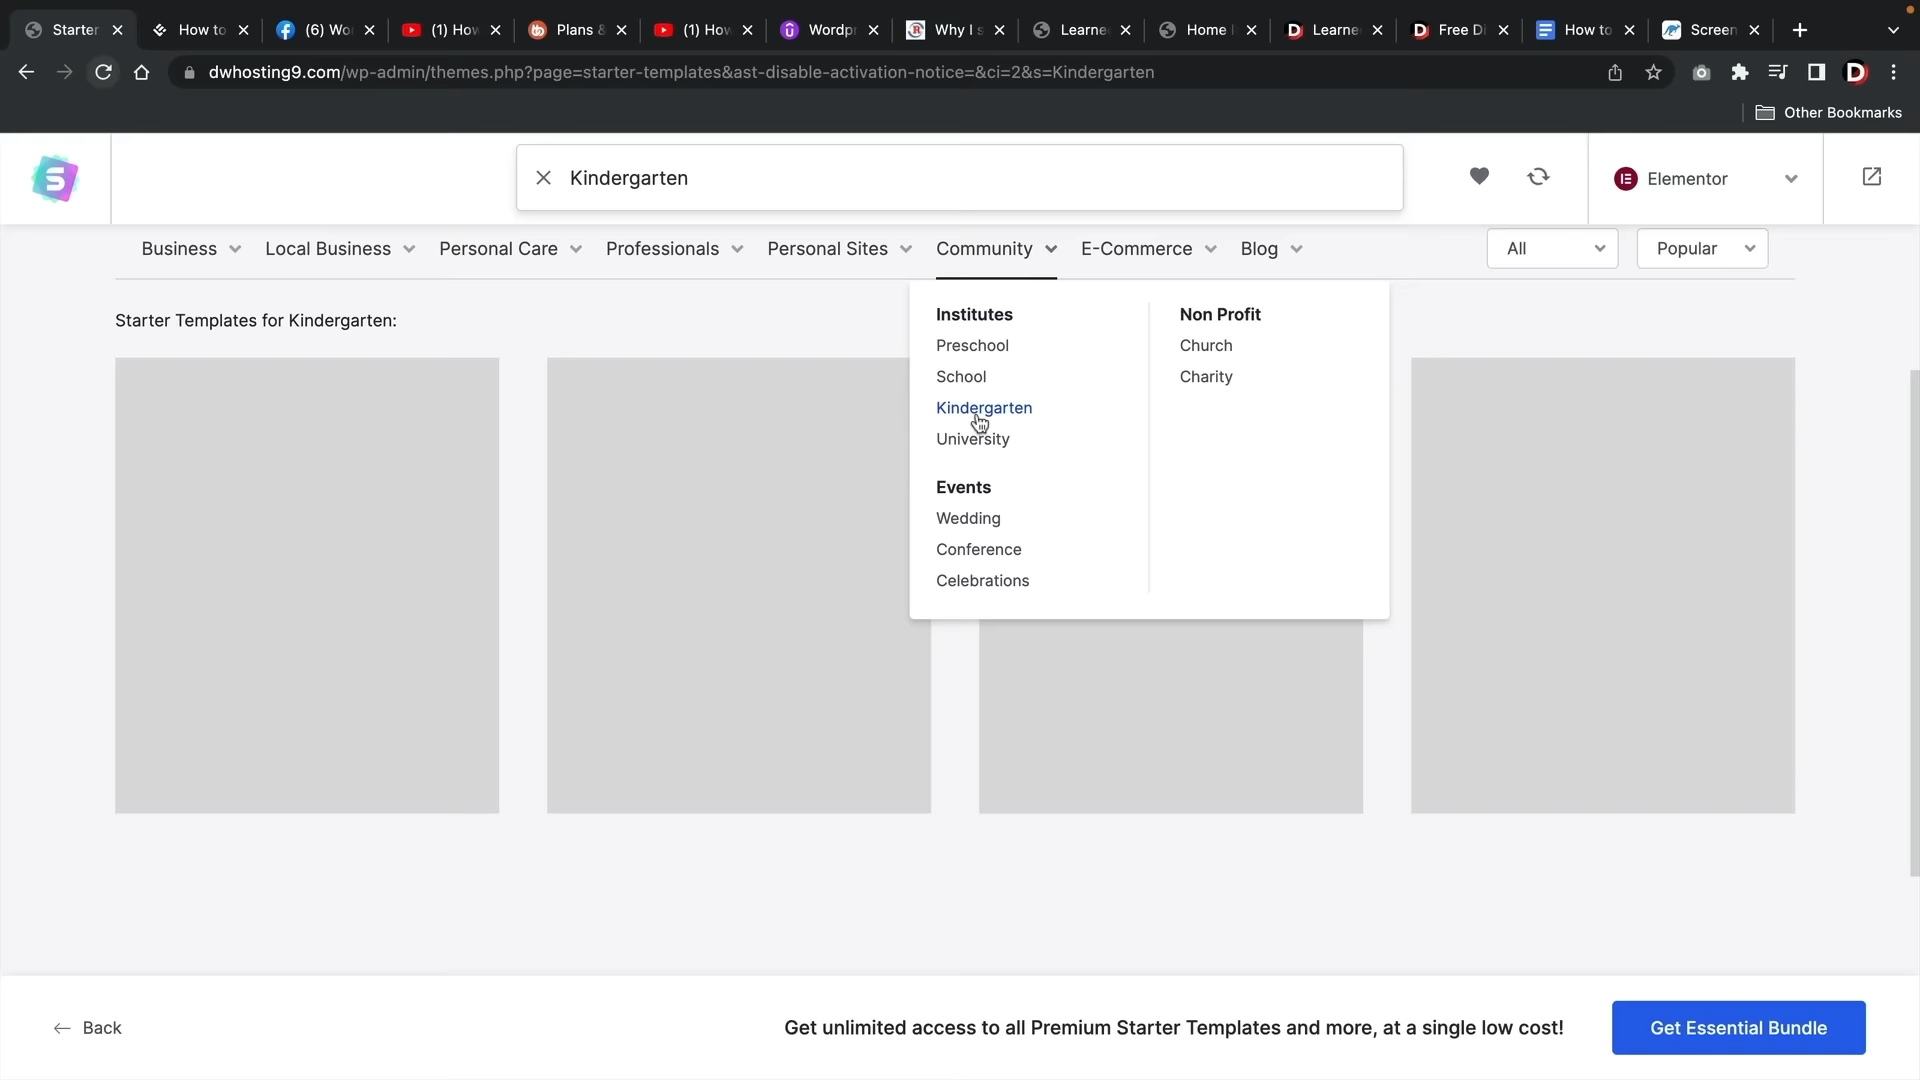 Starter
How to
(6) Wo
(1) How
Plans &
(1) How
Wordpr
Why I s
Learne
Home
Learne
Free Di
How to
Screen
dwhosting9.com/wp-admin/themes.php?page=starter-templates&ast-disable-activation-notice=&ci=2&s=Kindergarten
Other Bookmarks
Kindergarten
Elementor
Business
Local Business
Personal Care
Professionals
Personal Sites
Community
E-Commerce
Blog
All
Popular
Starter Templates for Kindergarten:
Institutes
Preschool
School
Kindergarten
University
Events
Wedding
Conference
Celebrations
Non Profit
Church
Charity
Back
Get unlimited access to all Premium Starter Templates and more, at a single low cost!
Get Essential Bundle